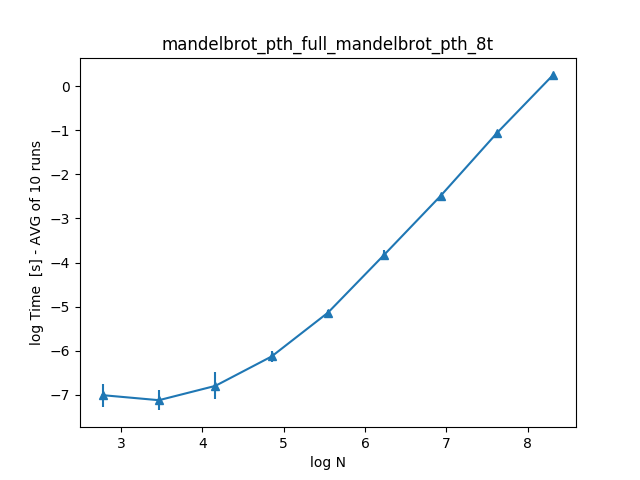 mandelbrot_pth_full_mandelbrot_pth_8t
0
−1
−2
−3
−4
−5
−6
−7
log Time  [s] - AVG of 10 runs
3 4 5 6 7 8
log N